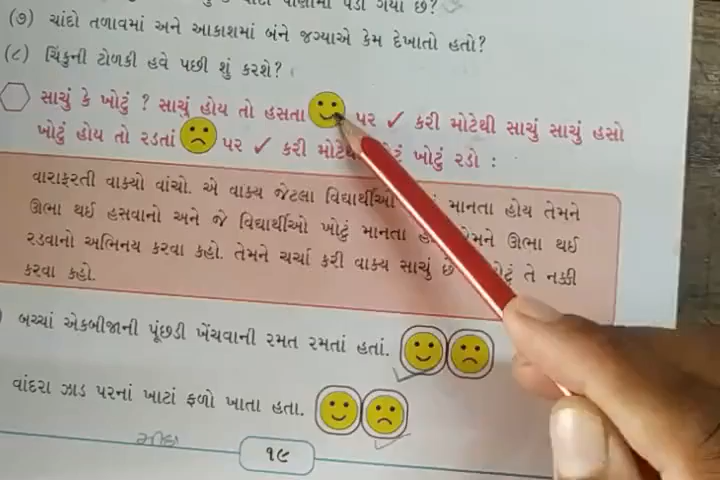 પડી ગયા છે?
(૭) ચાંદો તળાવમાં અને આકાશમાં બંને જગ્યાએ કેમ દેખાતો હતો?
(૮) ચિંકુની ટોળકી હવે પછી શું કરશે?
સાચું કે ખોટું ? સાચું હોય તો હસતા પર ✓ કરી મોટેથી સાચું સાચું હસો
ખોટું હોય તો રડતાં પર ✓ કરી ખોટું રડો :
વારાફરતી વાક્યો વાંચો. એ વાક્ય જેટલા વિદ્યાર્થીઓ માનતા હોય તેમને
ઊભા થઈ હસવાનો અને જે વિદ્યાર્થીઓ ખોટું માનતા ઊભા થઈ
રડવાનો અભિનય કરવા કહો. તેમને ચર્ચા કરી વાક્ય સાચું છે તે નક્કી
કરવા કહો.
બચ્ચાં એકબીજાની પૂંછડી ખેંચવાની રમત રમતાં હતાં.
વાંદરા ઝાડ પરનાં ખાટાં ફળો ખાતા હતા.
૧૯